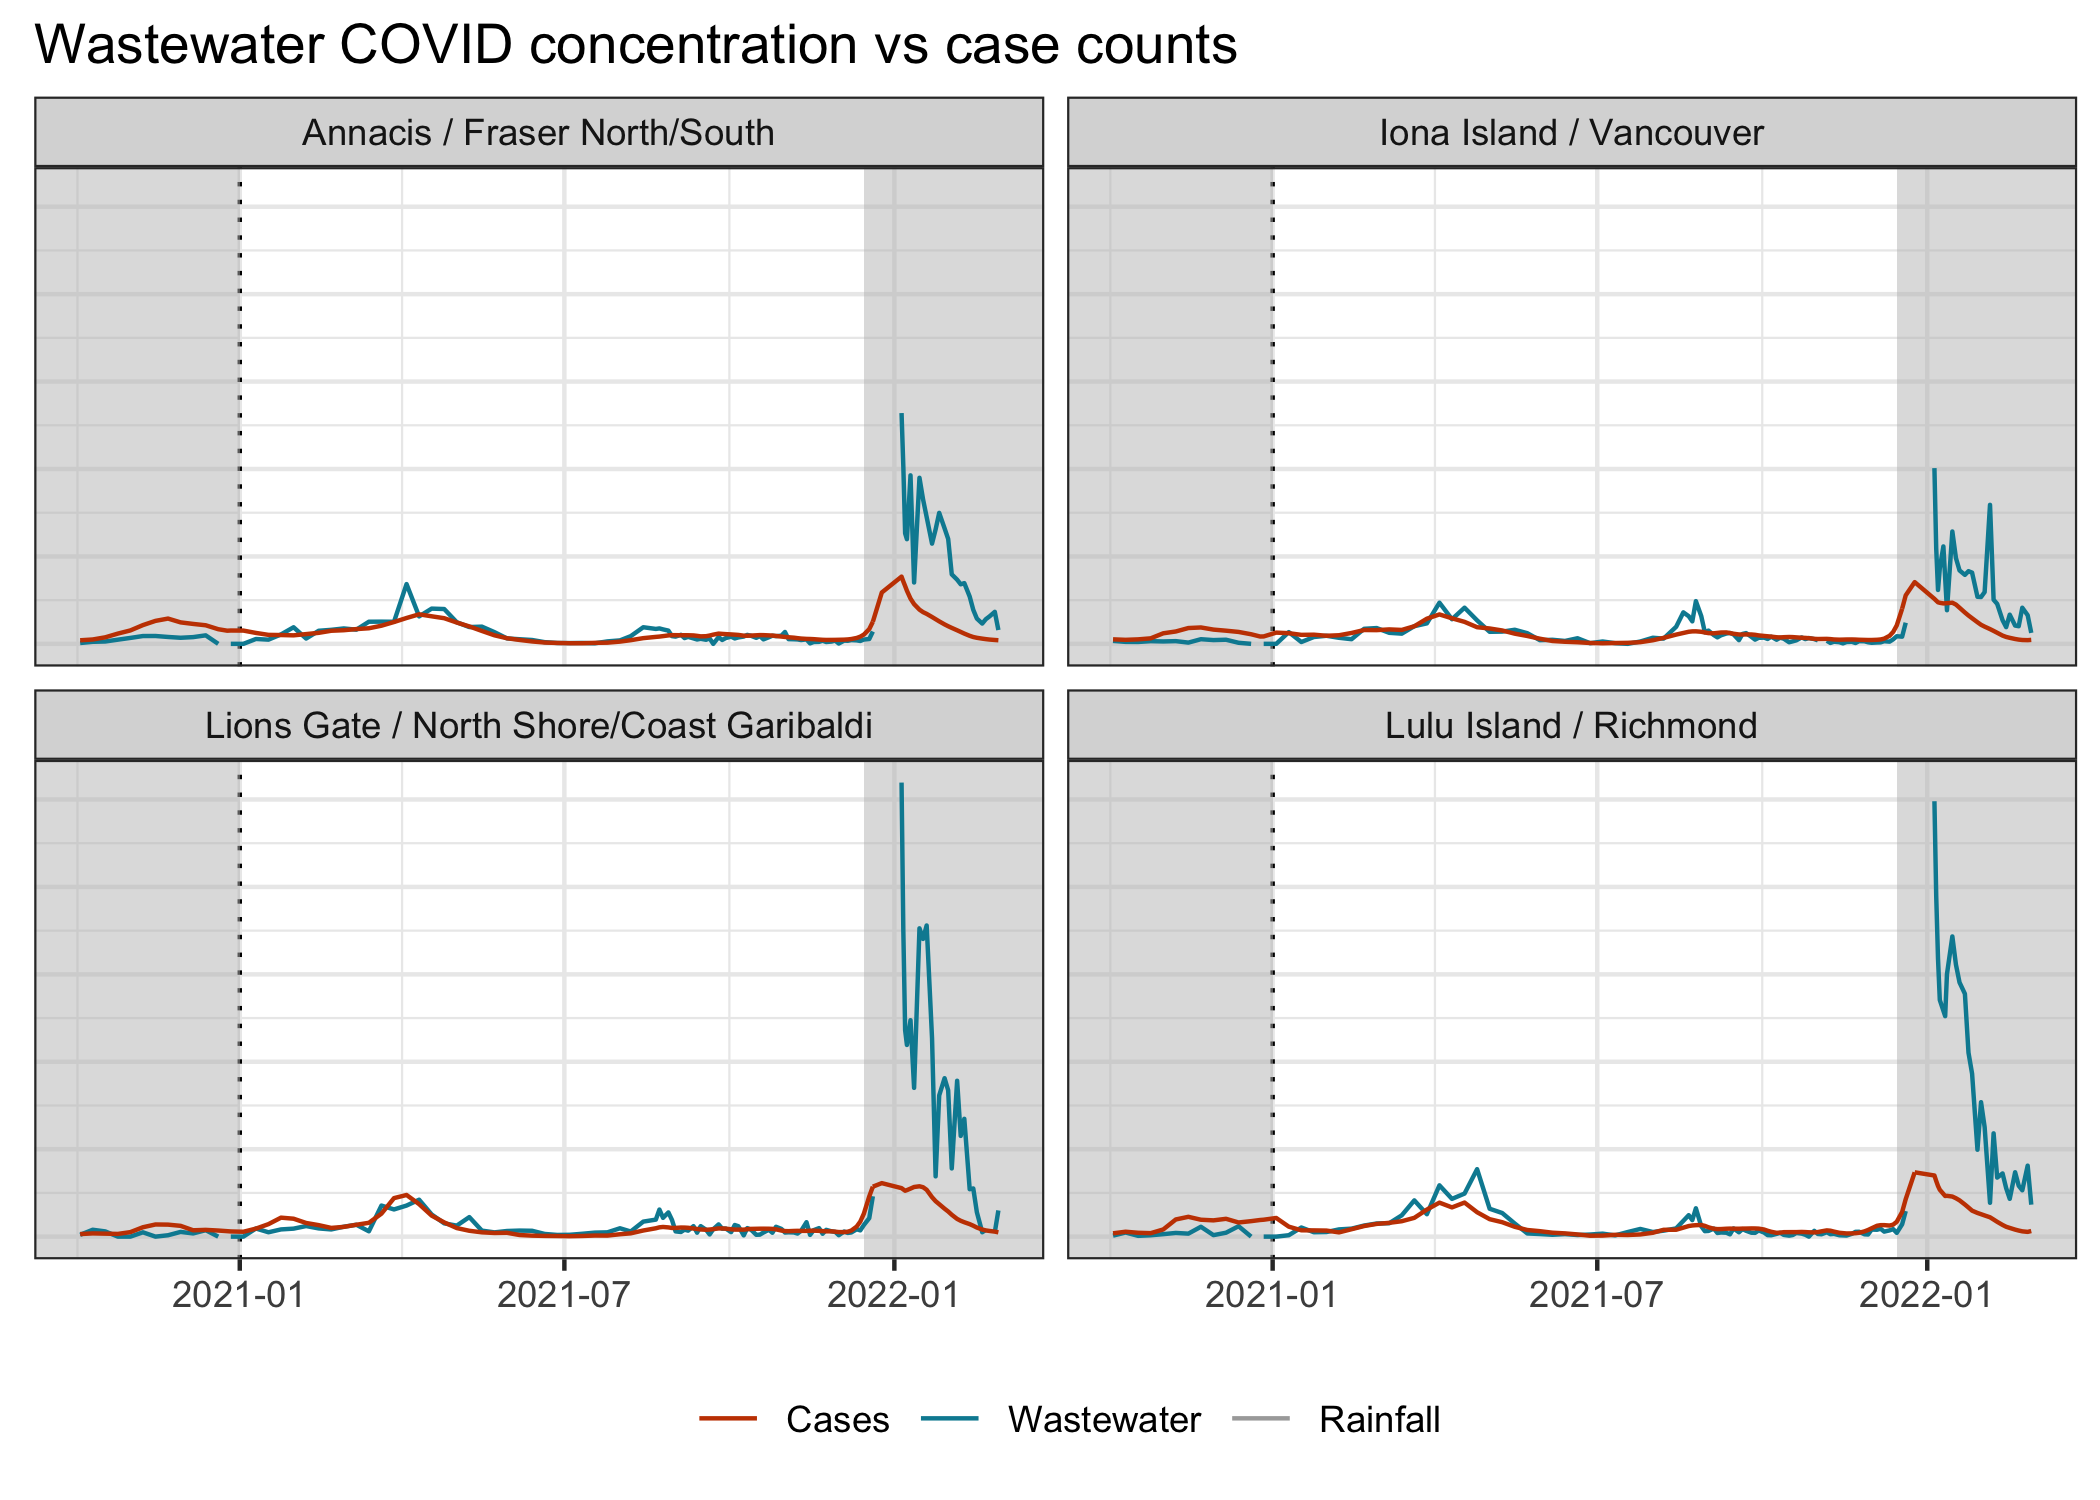 Wastewater COVID concentration vs case counts
Annacis / Fraser North/South
Iona Island / Vancouver
Lions Gate / North Shore/Coast Garibaldi
Lulu Island / Richmond
2021-01
2021-07
2022-01
2021-01
2021-07
2022-01
Cases
Wastewater
Rainfall